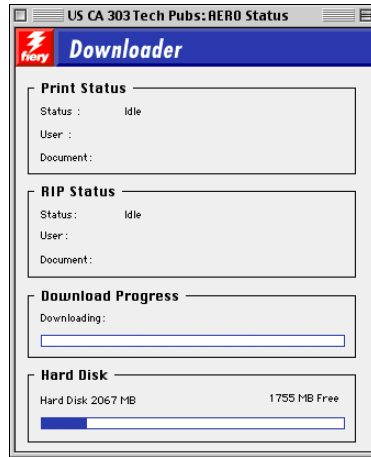 US CA 303 Tech Pubs:AERO Status
fiery
Downloader
Print Status
Status : Idle
User :
Document:
RIP Status
Status: Idle
User :
Document:
Download Progress
Downloading:
Hard Disk
Hard Disk 2067 MB 1755 MB Free